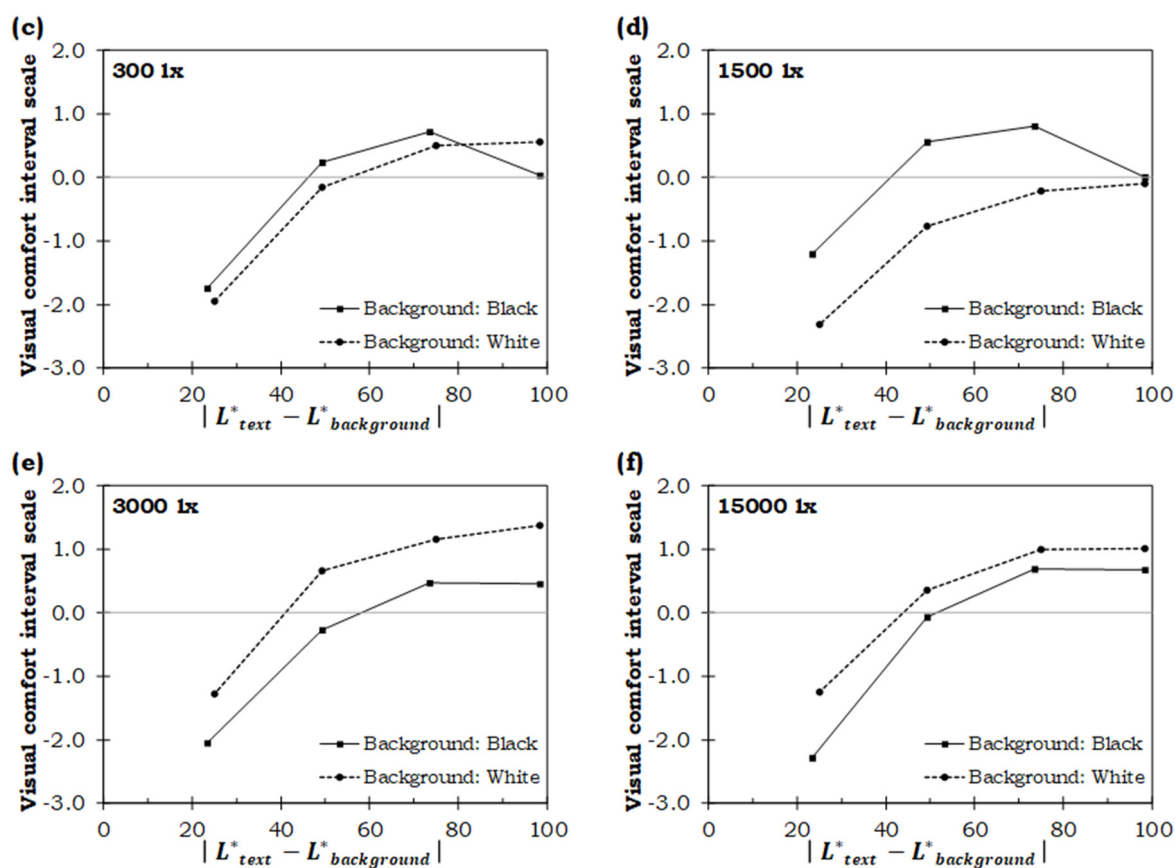 (c)
Visual comfort interval scale
2.0
1.0
0.0
-1.0
-2.0
-3.0
300 lx
Background: Black
Background: White
0 20 40 60 80 100
| L*text − L*background |
(d)
Visual comfort interval scale
2.0
1.0
0.0
-1.0
-2.0
-3.0
1500 lx
Background: Black
Background: White
0 20 40 60 80 100
| L*text − L*background |
(e)
Visual comfort interval scale
2.0
1.0
0.0
-1.0
-2.0
-3.0
3000 lx
Background: Black
Background: White
0 20 40 60 80 100
| L*text − L*background |
(f)
Visual comfort interval scale
2.0
1.0
0.0
-1.0
-2.0
-3.0
15000 lx
Background: Black
Background: White
0 20 40 60 80 100
| L*text − L*background |